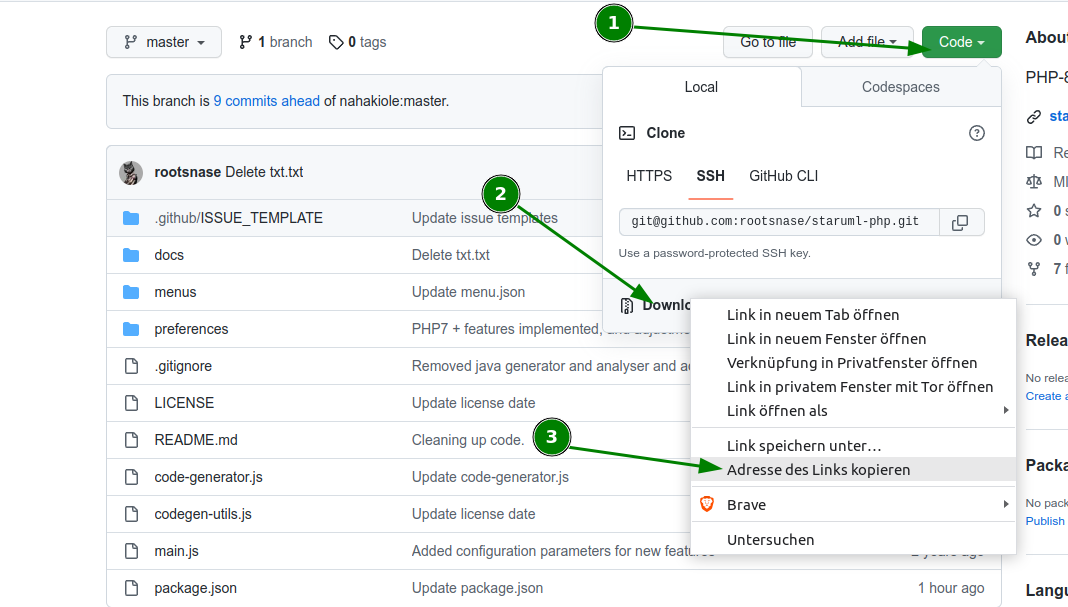 1
master
1 branch
0 tags
Go to file
Add file
Code
About
This branch is 9 commits ahead of nahakiole:master.
Local
Codespaces
PHP-8
Clone
HTTPS
SSH
GitHub CLI
git@github.com:rootsnase/staruml-php.git
Use a password-protected SSH key.
rootsnase Delete txt.txt
2
.github/ISSUE_TEMPLATE Update issue templates
docs Delete txt.txt
menus Update menu.json
preferences PHP7 + features implemented, and
.gitignore Removed java generator and analyser and
LICENSE Update license date
README.md Cleaning up code.
3
code-generator.js Update code-generator.js
codegen-utils.js Update license date
main.js Added configuration parameters for new features
2 years ago
package.json Update package.json 1 hour ago
Link in neuem Tab öffnen
Link in neuem Fenster öffnen
Verknüpfung in Privatfenster öffnen
Link in privatem Fenster mit Tor öffnen
Link öffnen als
Link speichern unter…
Adresse des Links kopieren
Brave
Untersuchen
sta
Re
MI
0
0
7 f
Relea
No relea
Create a
Packa
No pack
Publish
Langu